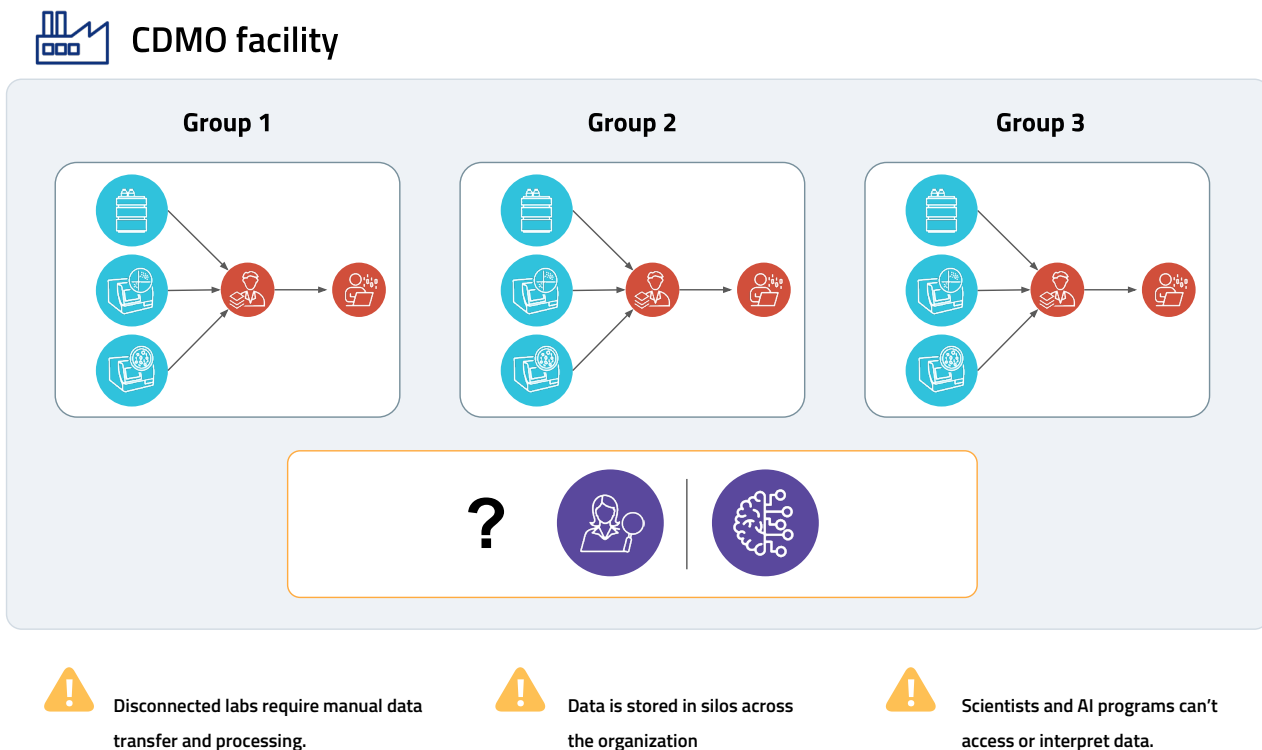 CDMO facility
Group 1
Group 2
Group 3
?
Disconnected labs require manual data
transfer and processing.
Data is stored in silos across
the organization
Scientists and AI programs can’t
access or interpret data.